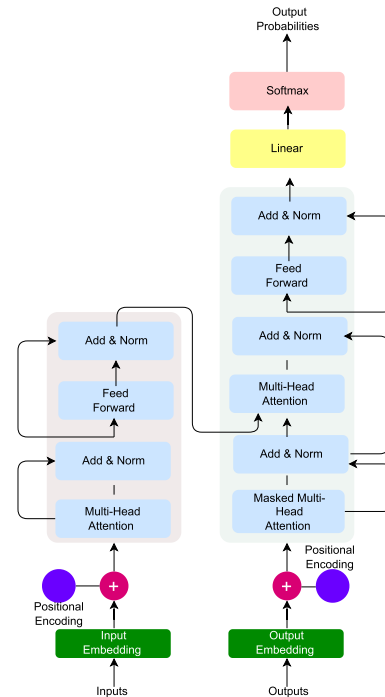 Output
Probabilities
Softmax
Linear
Add & Norm
Feed
Forward
Add & Norm
Multi-Head
Attention
Add & Norm
Masked Multi-
Head
Attention
Positional
Encoding
+
Output
Embedding
Outputs
Add & Norm
Feed
Forward
Add & Norm
Multi-Head
Attention
+
Positional
Encoding
Input
Embedding
Inputs